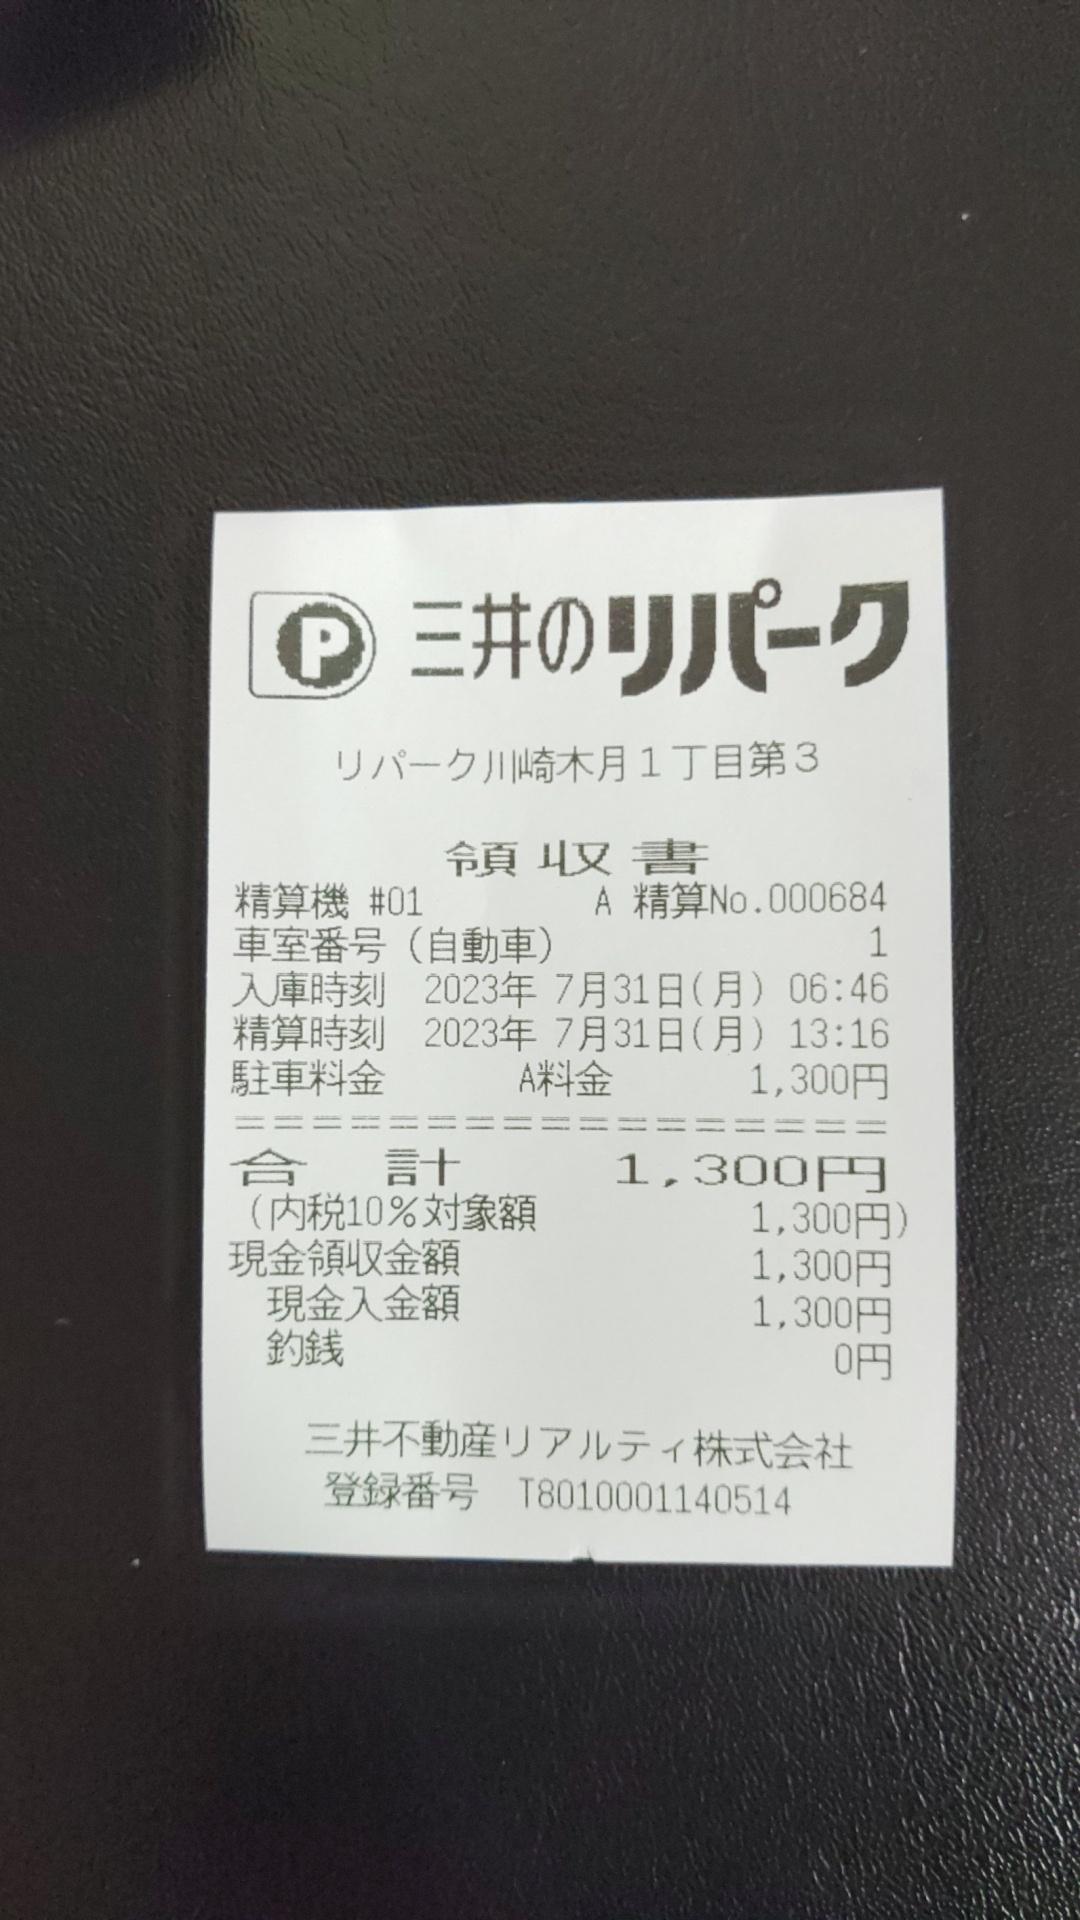 P 三井のリパーク
リパーク川崎木月１丁目第３
領収書
精算機 #01 A 精算No.000684
車室番号（自動車） 1
入庫時刻 2023年 7月31日(月) 06:46
精算時刻 2023年 7月31日(月) 13:16
駐車料金 A料金 1,300円
==================
合計 1,300円
（内税10%対象額 1,300円）
現金領収金額 1,300円
現金入金額 1,300円
釣銭 0円
三井不動産リアルティ株式会社
登録番号 T8010001140514